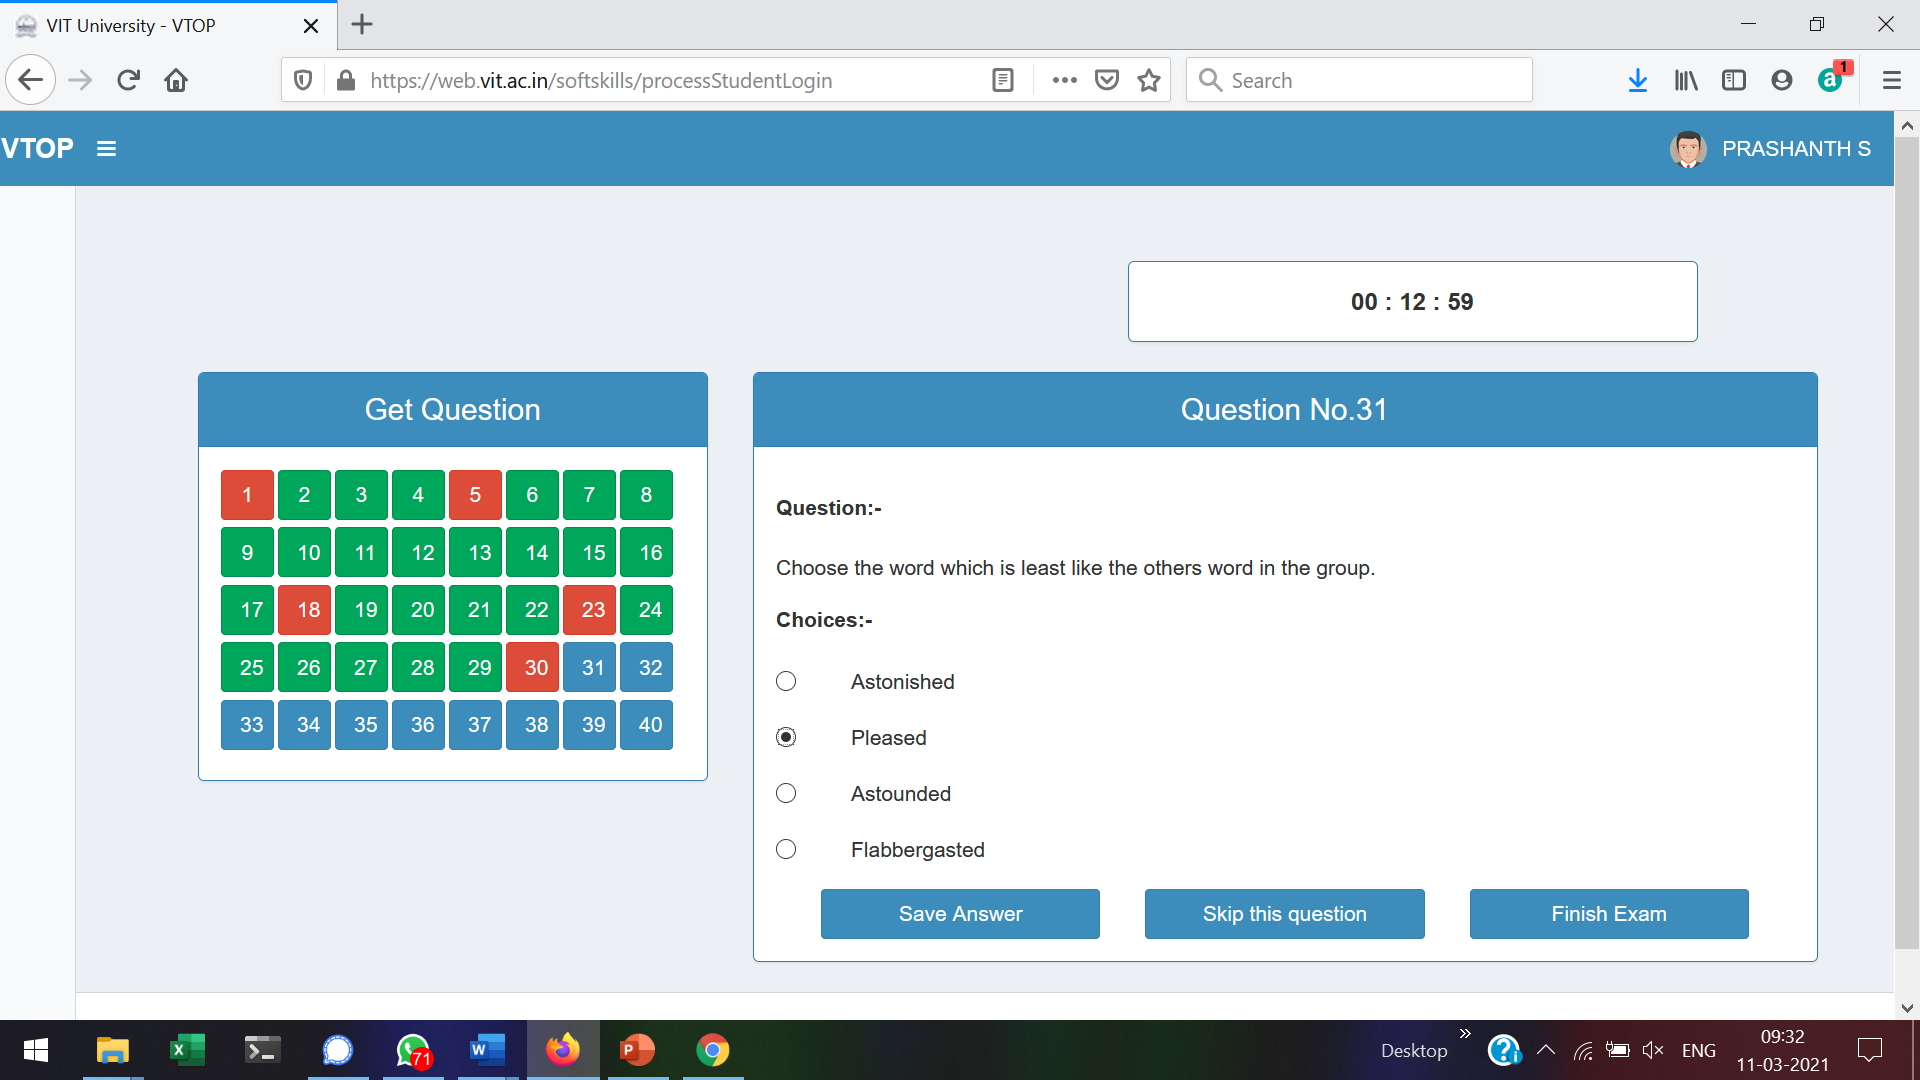 VIT University - VTOP
https://web.vit.ac.in/softskills/processStudentLogin
Search
a
1
VTOP
PRASHANTH S
00 : 12 : 59
Get Question
1 2 3 4 5 6 7 8
9 10 11 12 13 14 15 16
17 18 19 20 21 22 23 24
25 26 27 28 29 30 31 32
33 34 35 36 37 38 39 40
Question No.31
Question:-
Choose the word which is least like the others word in the group.
Choices:-
Astonished
Pleased
Astounded
Flabbergasted
Save Answer
Skip this question
Finish Exam
X
71
W
P
Desktop
ENG
09:32
11-03-2021